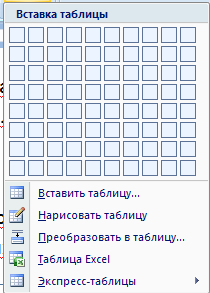 Вставка таблицы
Вставить таблицу...
Нарисовать таблицу
Преобразовать в таблицу...
Таблица Excel
Экспресс-таблицы